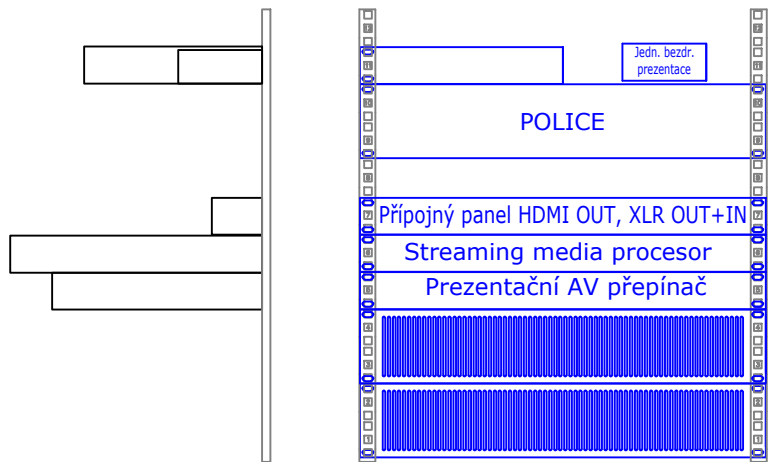 Jedn. bezdr.
prezentace
POLICE
Přípojný panel HDMI OUT, XLR OUT+IN
Streaming media procesor
Prezentační AV přepínač